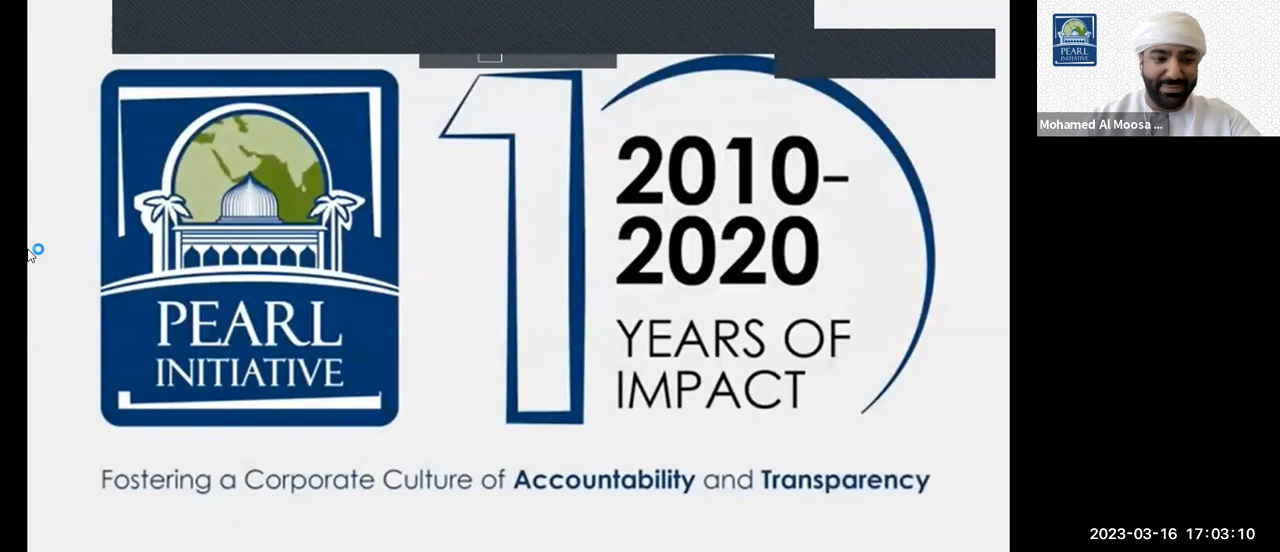 PEARL
INITIATIVE
10
2010-
2020
YEARS OF
IMPACT
Fostering a Corporate Culture of Accountability and Transparency
PEARL
INITIATIVE
Mohamed Al Moosa ...
2023-03-16 17:03:10